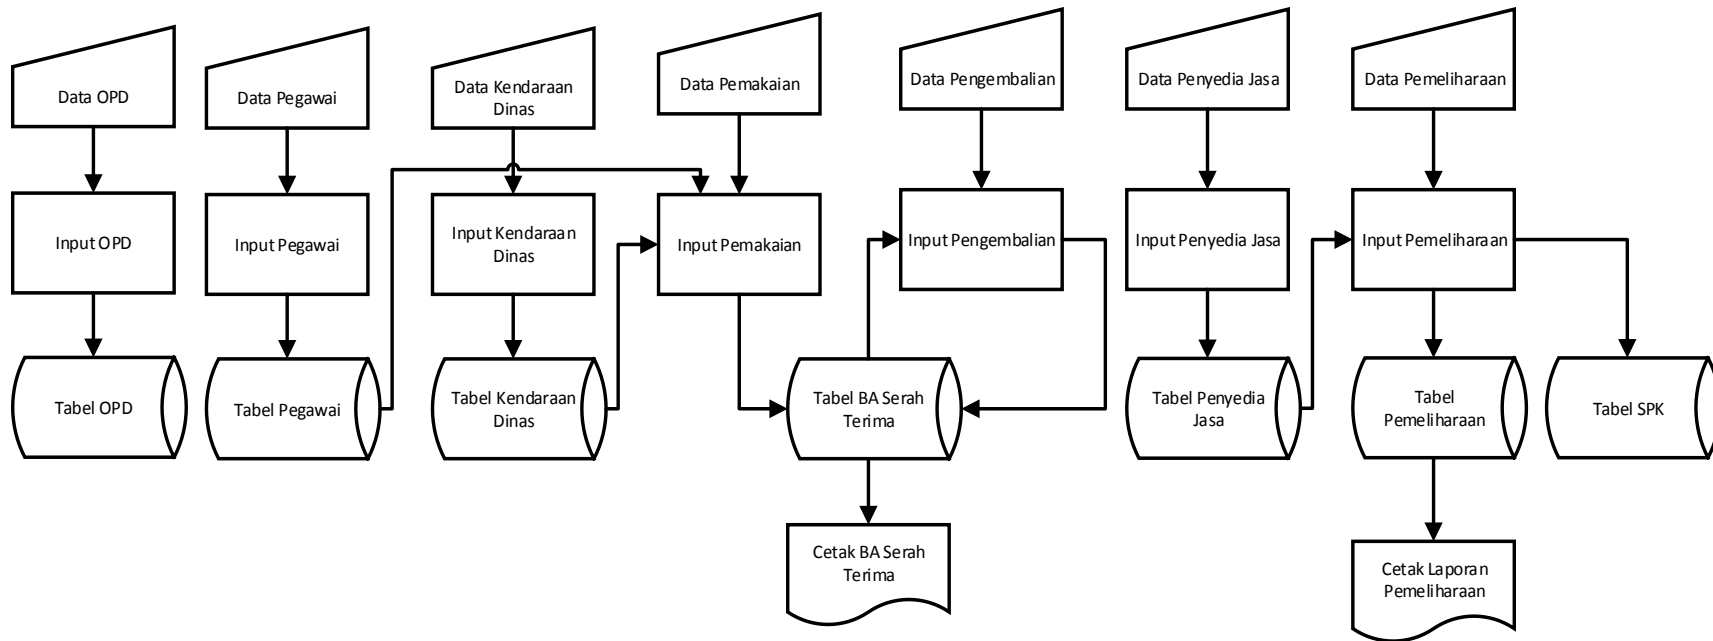 Data OPD
Data Pegawai
Data Kendaraan
Dinas
Data Pemakaian
Data Pengembalian
Data Penyedia Jasa
Data Pemeliharaan
Input OPD
Input Pegawai
Input Kendaraan
Dinas
Input Pemakaian
Input Pengembalian
Input Penyedia Jasa
Input Pemeliharaan
Tabel OPD
Tabel Pegawai
Tabel Kendaraan
Dinas
Tabel BA Serah
Terima
Tabel Penyedia
Jasa
Tabel
Pemeliharaan
Tabel SPK
Cetak BA Serah
Terima
Cetak Laporan
Pemeliharaan